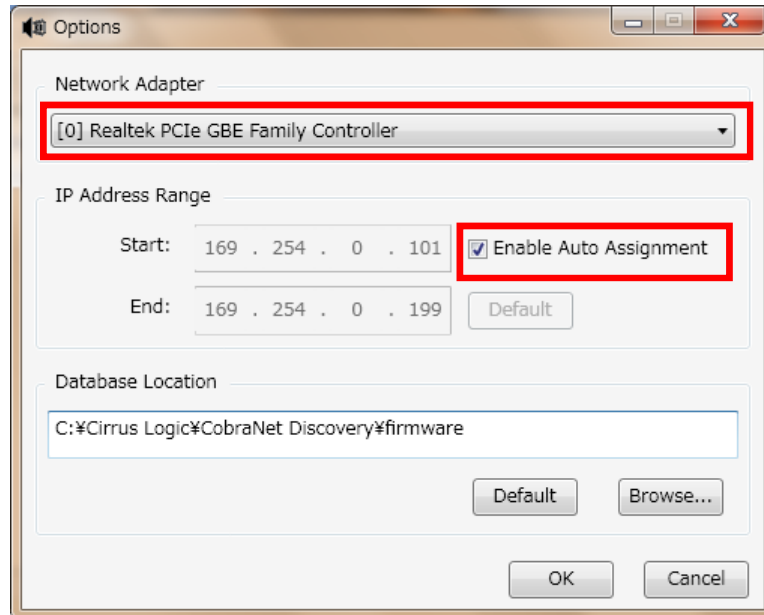 Options
Network Adapter
[0] Realtek PCIe GBE Family Controller
IP Address Range
Start: 169 . 254 . 0 . 101 Enable Auto Assignment
End: 169 . 254 . 0 . 199 Default
Database Location
C:¥Cirrus Logic¥CobraNet Discovery¥firmware
Default Browse...
OK Cancel